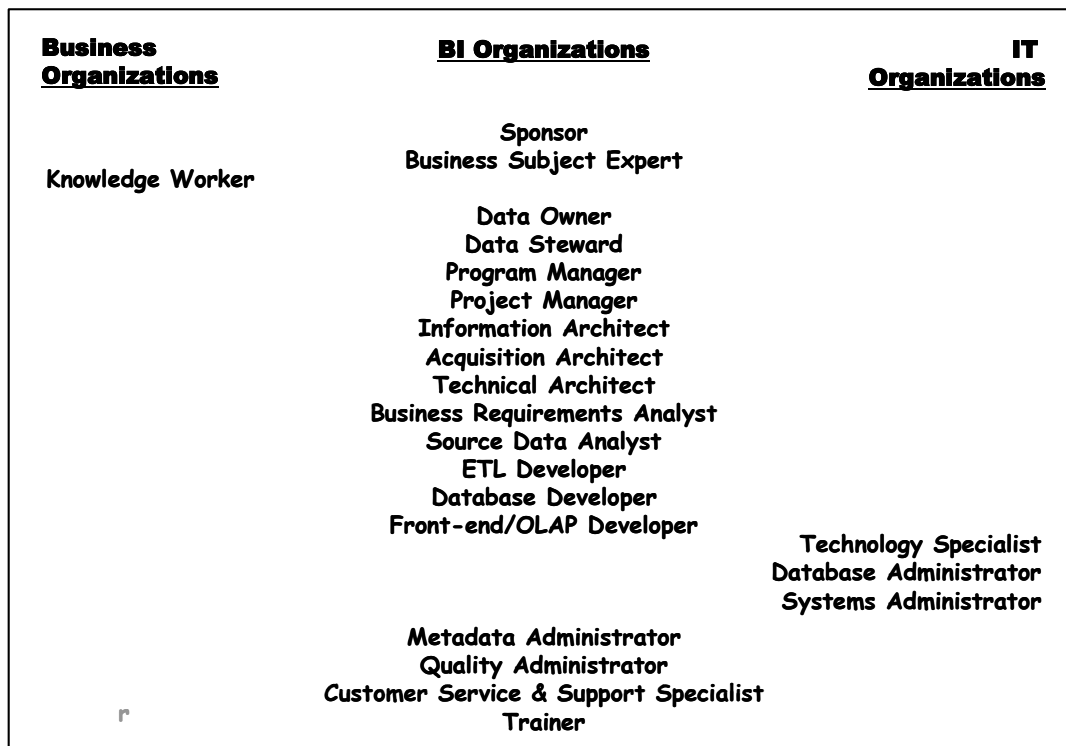 Business
Organizations
BI Organizations
IT
Organizations
Sponsor
Business Subject Expert
Knowledge Worker
Data Owner
Data Steward
Program Manager
Project Manager
Information Architect
Acquisition Architect
Technical Architect
Business Requirements Analyst
Source Data Analyst
ETL Developer
Database Developer
Front-end/OLAP Developer
Technology Specialist
Database Administrator
Systems Administrator
Metadata Administrator
Quality Administrator
Customer Service & Support Specialist
Trainer
r